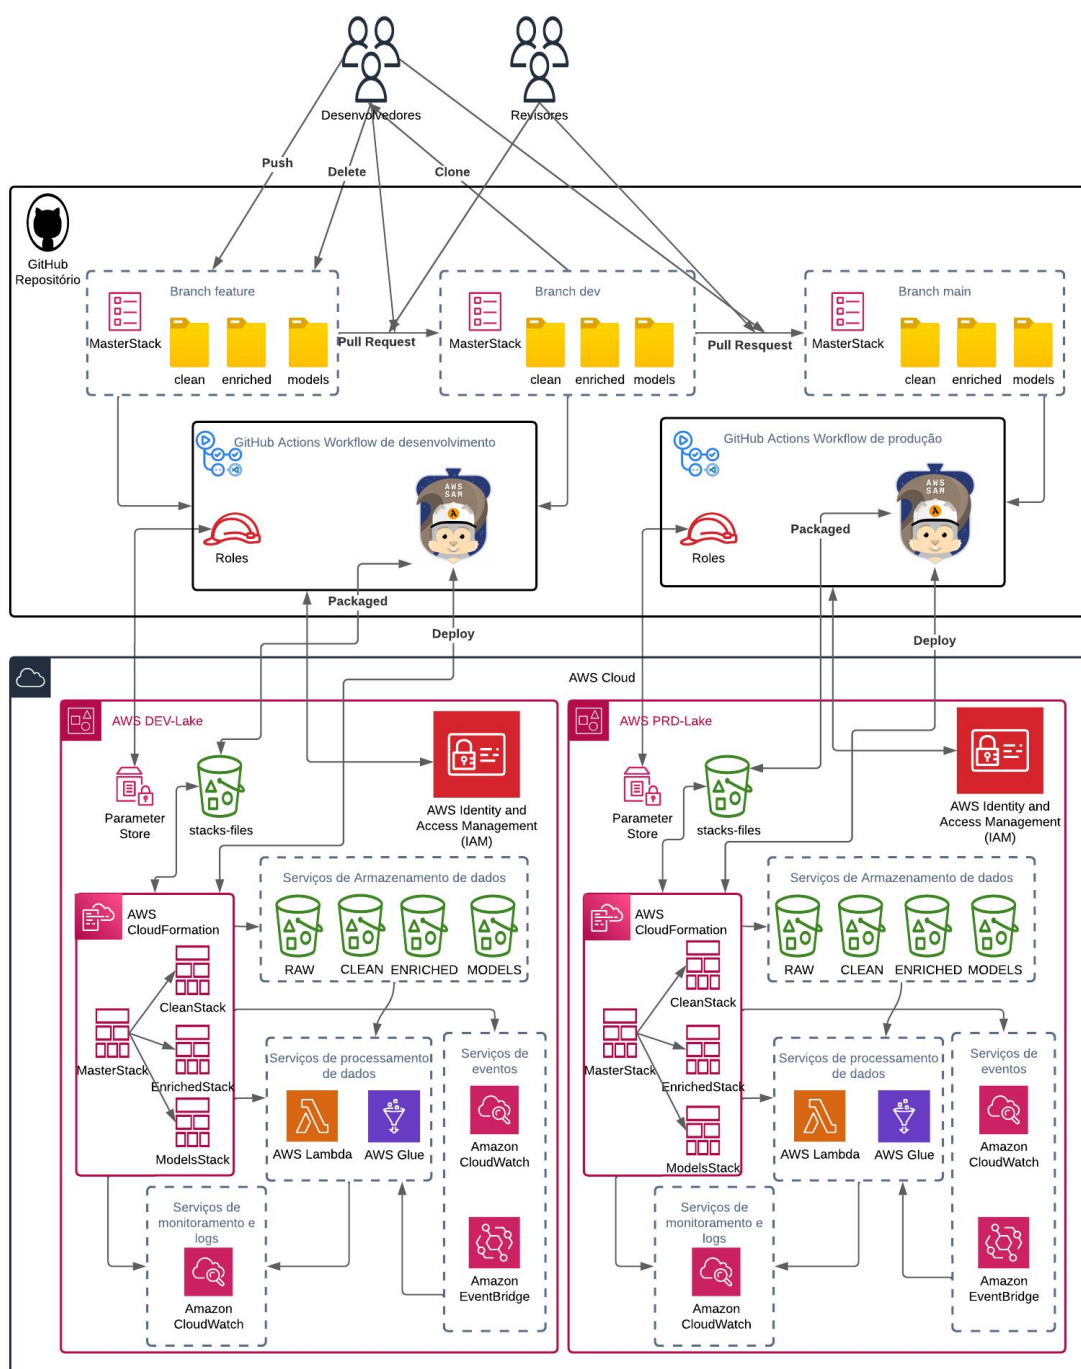 Desenvolvedores
Revisores
Push
Delete
Clone
GitHub
Repositório
Branch feature
MasterStack
clean
enriched
models
Pull Request
Branch dev
MasterStack
clean
enriched
models
Pull Resquest
Branch main
MasterStack
clean
enriched
models
GitHub Actions Workflow de desenvolvimento
AWS
SAM
Roles
Packaged
Deploy
GitHub Actions Workflow de produção
AWS
SAM
Packaged
Roles
Deploy
AWS Cloud
AWS DEV-Lake
Parameter
Store
stacks-files
AWS Identity and
Access Management
(IAM)
Serviços de Armazenamento de dados
RAW
CLEAN
ENRICHED
MODELS
AWS
CloudFormation
CleanStack
MasterStack
EnrichedStack
ModelsStack
Serviços de processamento
de dados
AWS Lambda
AWS Glue
Serviços de
eventos
Amazon
CloudWatch
Amazon
EventBridge
Serviços de
monitoramento e
logs
Amazon
CloudWatch
AWS PRD-Lake
Parameter
Store
stacks-files
AWS Identity and
Access Management
(IAM)
Serviços de Armazenamento de dados
RAW
CLEAN
ENRICHED
MODELS
AWS
CloudFormation
CleanStack
MasterStack
EnrichedStack
ModelsStack
Serviços de processamento
de dados
AWS Lambda
AWS Glue
Serviços de
eventos
Amazon
CloudWatch
Amazon
EventBridge
Serviços de
monitoramento e
logs
Amazon
CloudWatch